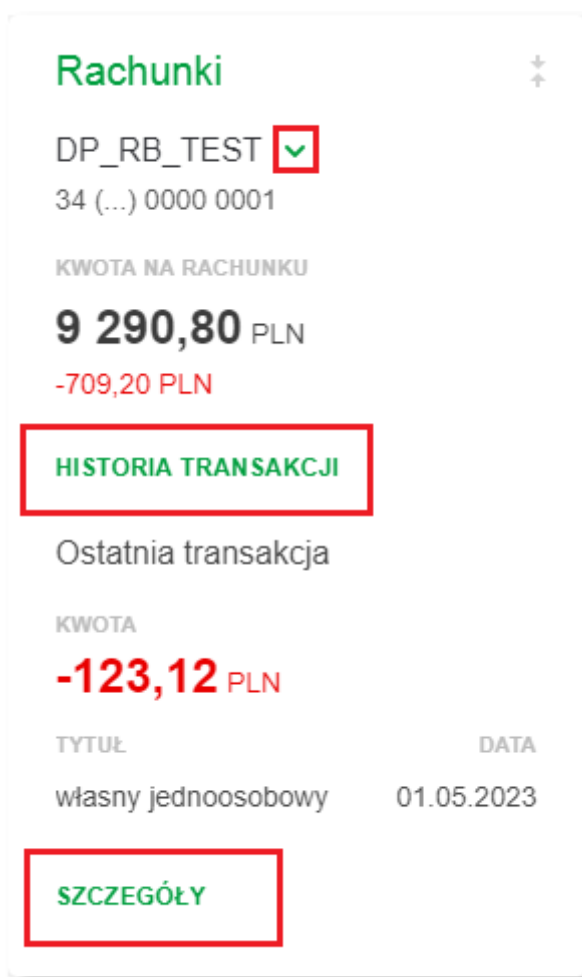 Rachunki
DP_RB_TEST
34 (...) 0000 0001
KWOTA NA RACHUNKU
9 290,80 PLN
-709,20 PLN
HISTORIA TRANSAKCJI
Ostatnia transakcja
KWOTA
-123,12 PLN
TYTUŁ DATA
własny jednoosobowy 01.05.2023
SZCZEGÓŁY